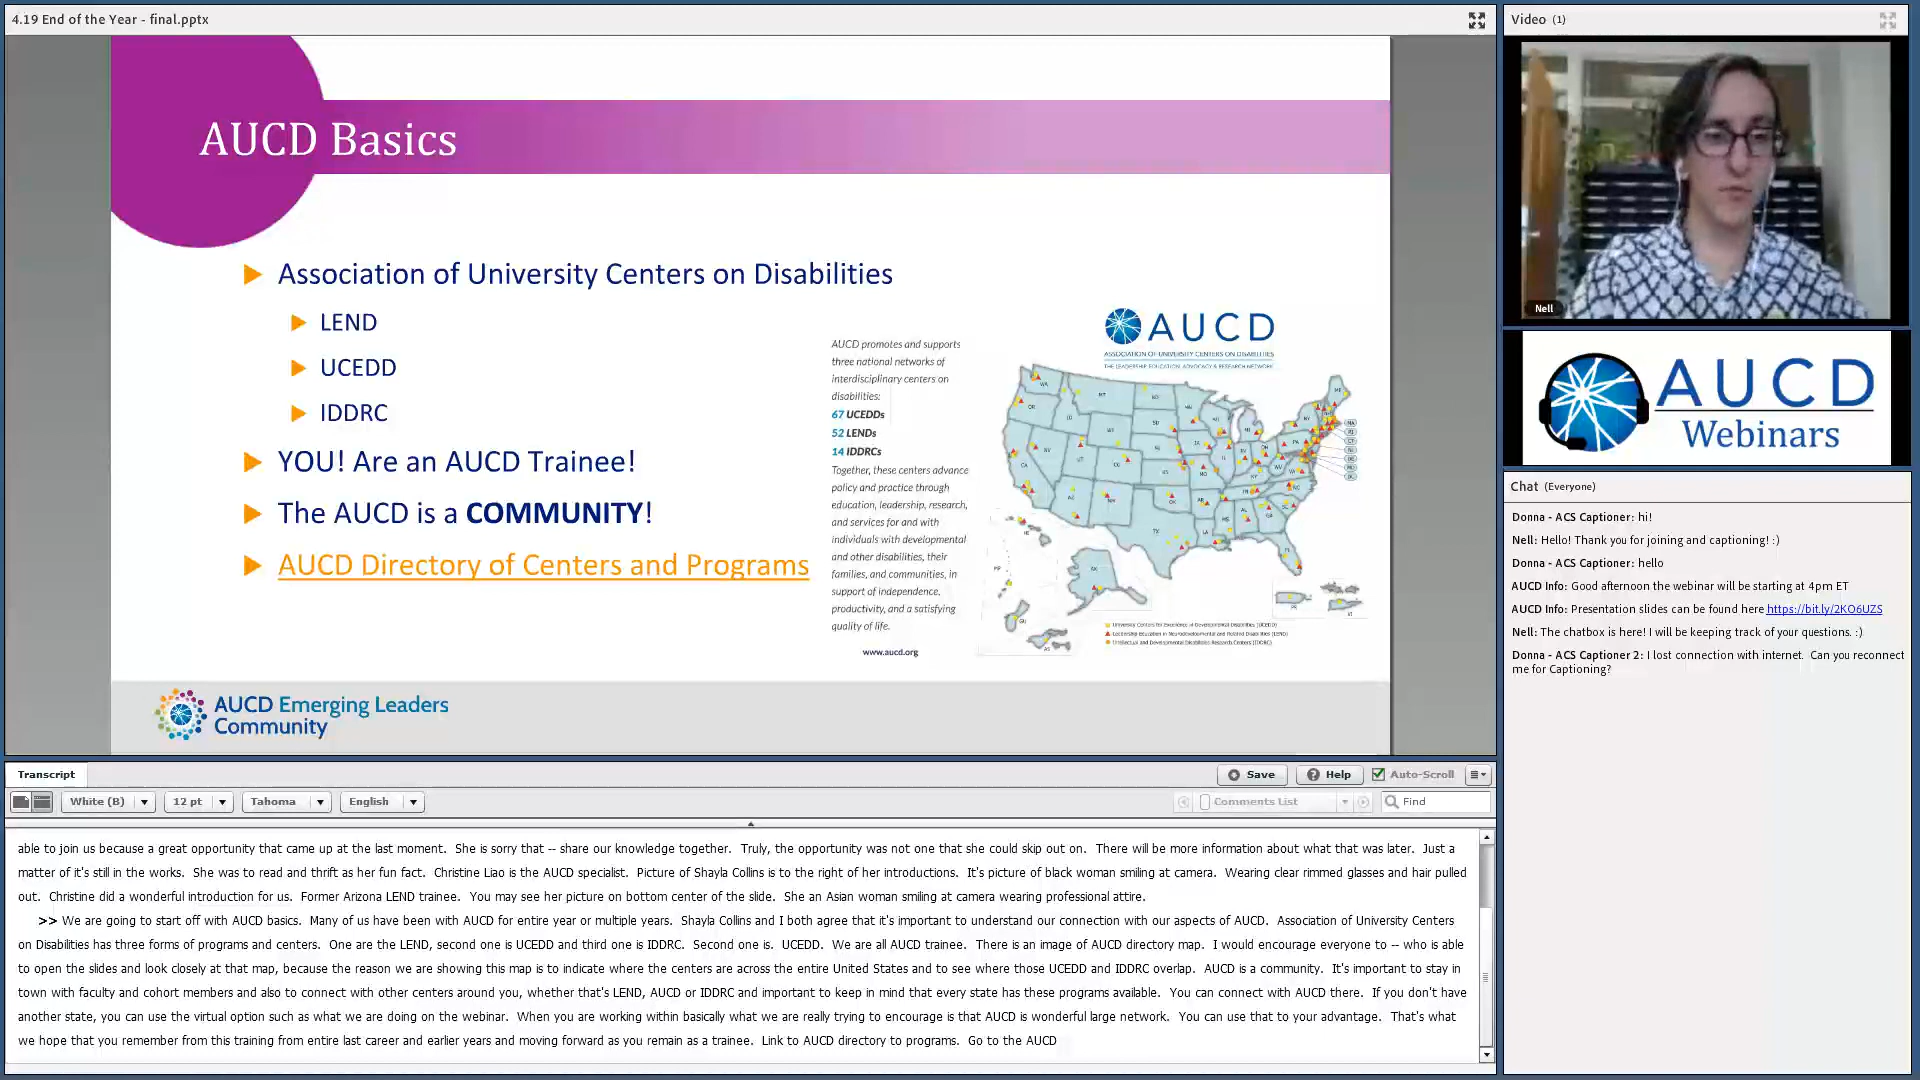 4.19 End of the Year - final.pptx
AUCD Basics
Association of University Centers on Disabilities
LEND
UCEDD
IDDRC
YOU! Are an AUCD Trainee!
The AUCD is a COMMUNITY!
AUCD Directory of Centers and Programs
AUCD promotes and supports
three national networks of
interdisciplinary centers on
disabilities:
67 UCEDDs
52 LENDs
14 IDDRCs
Together, these centers advance
policy and practice through
education, leadership, research,
and services for and with
individuals with developmental
and other disabilities, their
families, and communities, in
support of independence,
productivity, and a satisfying
quality of life.
www.aucd.org
AUCD
ASSOCIATION OF UNIVERSITY CENTERS ON DISABILITIES
THE LEADERSHIP, EDUCATION, ADVOCACY & RESEARCH NETWORK
University Centers for Excellence in Developmental Disabilities (UCEDD)
Leadership Education in Neurodevelopmental and Related Disabilities (LEND)
Intellectual and Developmental Disabilities Research Centers (IDDRC)
AUCD Emerging Leaders
Community
Video (1)
Nell
AUCD
Webinars
Chat (Everyone)
Donna - ACS Captioner: hi!
Nell: Hello! Thank you for joining and captioning! :)
Donna - ACS Captioner: hello
AUCD Info: Good afternoon the webinar will be starting at 4pm ET
AUCD Info: Presentation slides can be found here https://bit.ly/2KO6UZS
Nell: The chatbox is here! I will be keeping track of your questions. :)
Donna - ACS Captioner 2: I lost connection with internet. Can you reconnect
me for Captioning?
Transcript
Save
Help
Auto-Scroll
White (B)
12 pt
Tahoma
English
Comments List
Find
able to join us because a great opportunity that came up at the last moment. She is sorry that -- share our knowledge together. Truly, the opportunity was not one that she could skip out on. There will be more information about what that was later. Just a
matter of it's still in the works. She was to read and thrift as her fun fact. Christine Liao is the AUCD specialist. Picture of Shayla Collins is to the right of her introductions. It's picture of black woman smiling at camera. Wearing clear rimmed glasses and hair pulled
out. Christine did a wonderful introduction for us. Former Arizona LEND trainee. You may see her picture on bottom center of the slide. She an Asian woman smiling at camera wearing professional attire.
>> We are going to start off with AUCD basics. Many of us have been with AUCD for entire year or multiple years. Shayla Collins and I both agree that it's important to understand our connection with our aspects of AUCD. Association of University Centers
on Disabilities has three forms of programs and centers. One are the LEND, second one is UCEDD and third one is IDDRC. Second one is. UCEDD. We are all AUCD trainee. There is an image of AUCD directory map. I would encourage everyone to -- who is able
to open the slides and look closely at that map, because the reason we are showing this map is to indicate where the centers are across the entire United States and to see where those UCEDD and IDDRC overlap. AUCD is a community. It's important to stay in
town with faculty and cohort members and also to connect with other centers around you, whether that's LEND, AUCD or IDDRC and important to keep in mind that every state has these programs available. You can connect with AUCD there. If you don't have
another state, you can use the virtual option such as what we are doing on the webinar. When you are working within basically what we are really trying to encourage is that AUCD is wonderful large network. You can use that to your advantage. That's what
we hope that you remember from this training from entire last career and earlier years and moving forward as you remain as a trainee. Link to AUCD directory to programs. Go to the AUCD